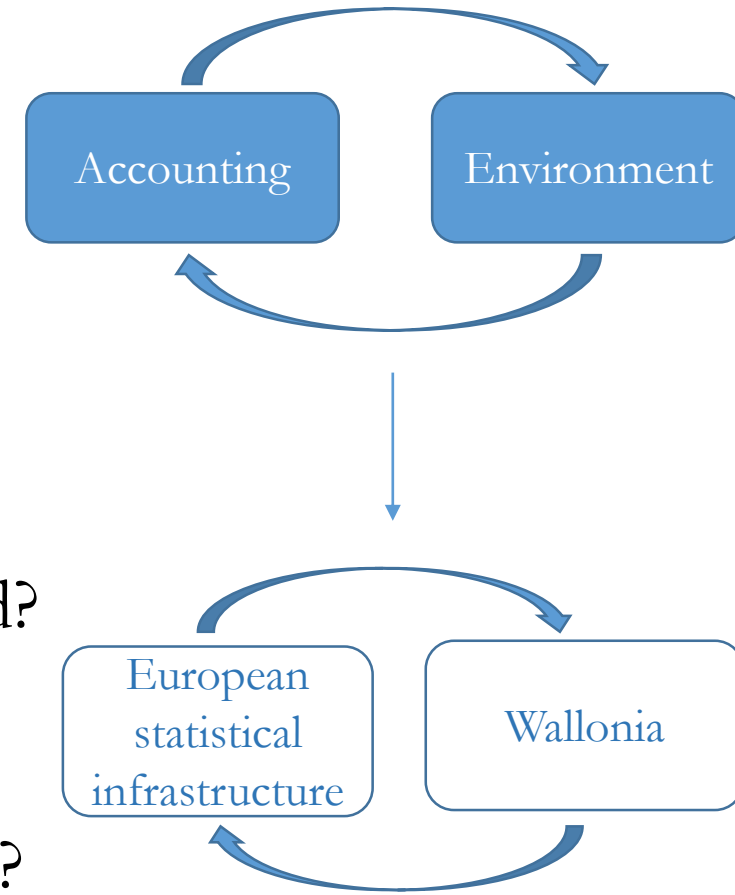 Accounting
Environment
European
statistical
infrastructure
Wallonia